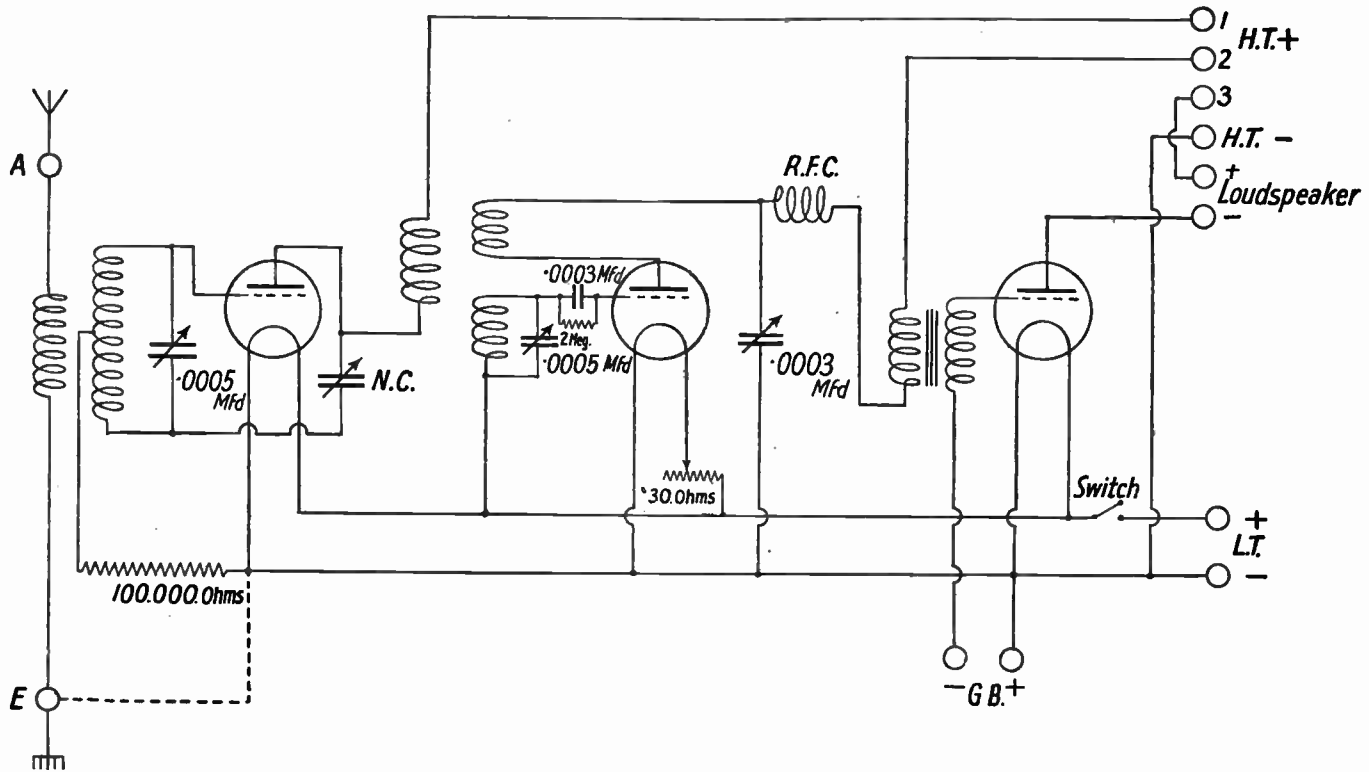 1
H.T.+
2
3
A
H.T. -
R.F.C.
+
Loudspeaker
-
.0003 Mfd
2 Meg.
.0005
Mfd
N.C.
.0005 Mfd
.0003
Mfd
30.Ohms
Switch
+
L.T.
-
100.000.Ohms
E
- G B. +